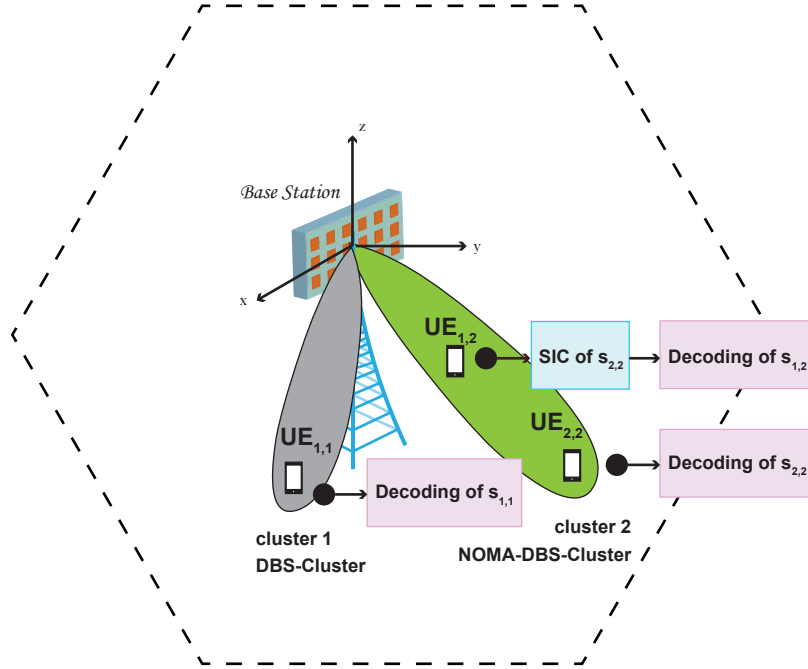 z
Base Station
y
x
UE1,2
SIC of s2,2
Decoding of s1,2
UE2,2
UE1,1
Decoding of s2,2
Decoding of s1,1
cluster 1
DBS-Cluster
cluster 2
NOMA-DBS-Cluster